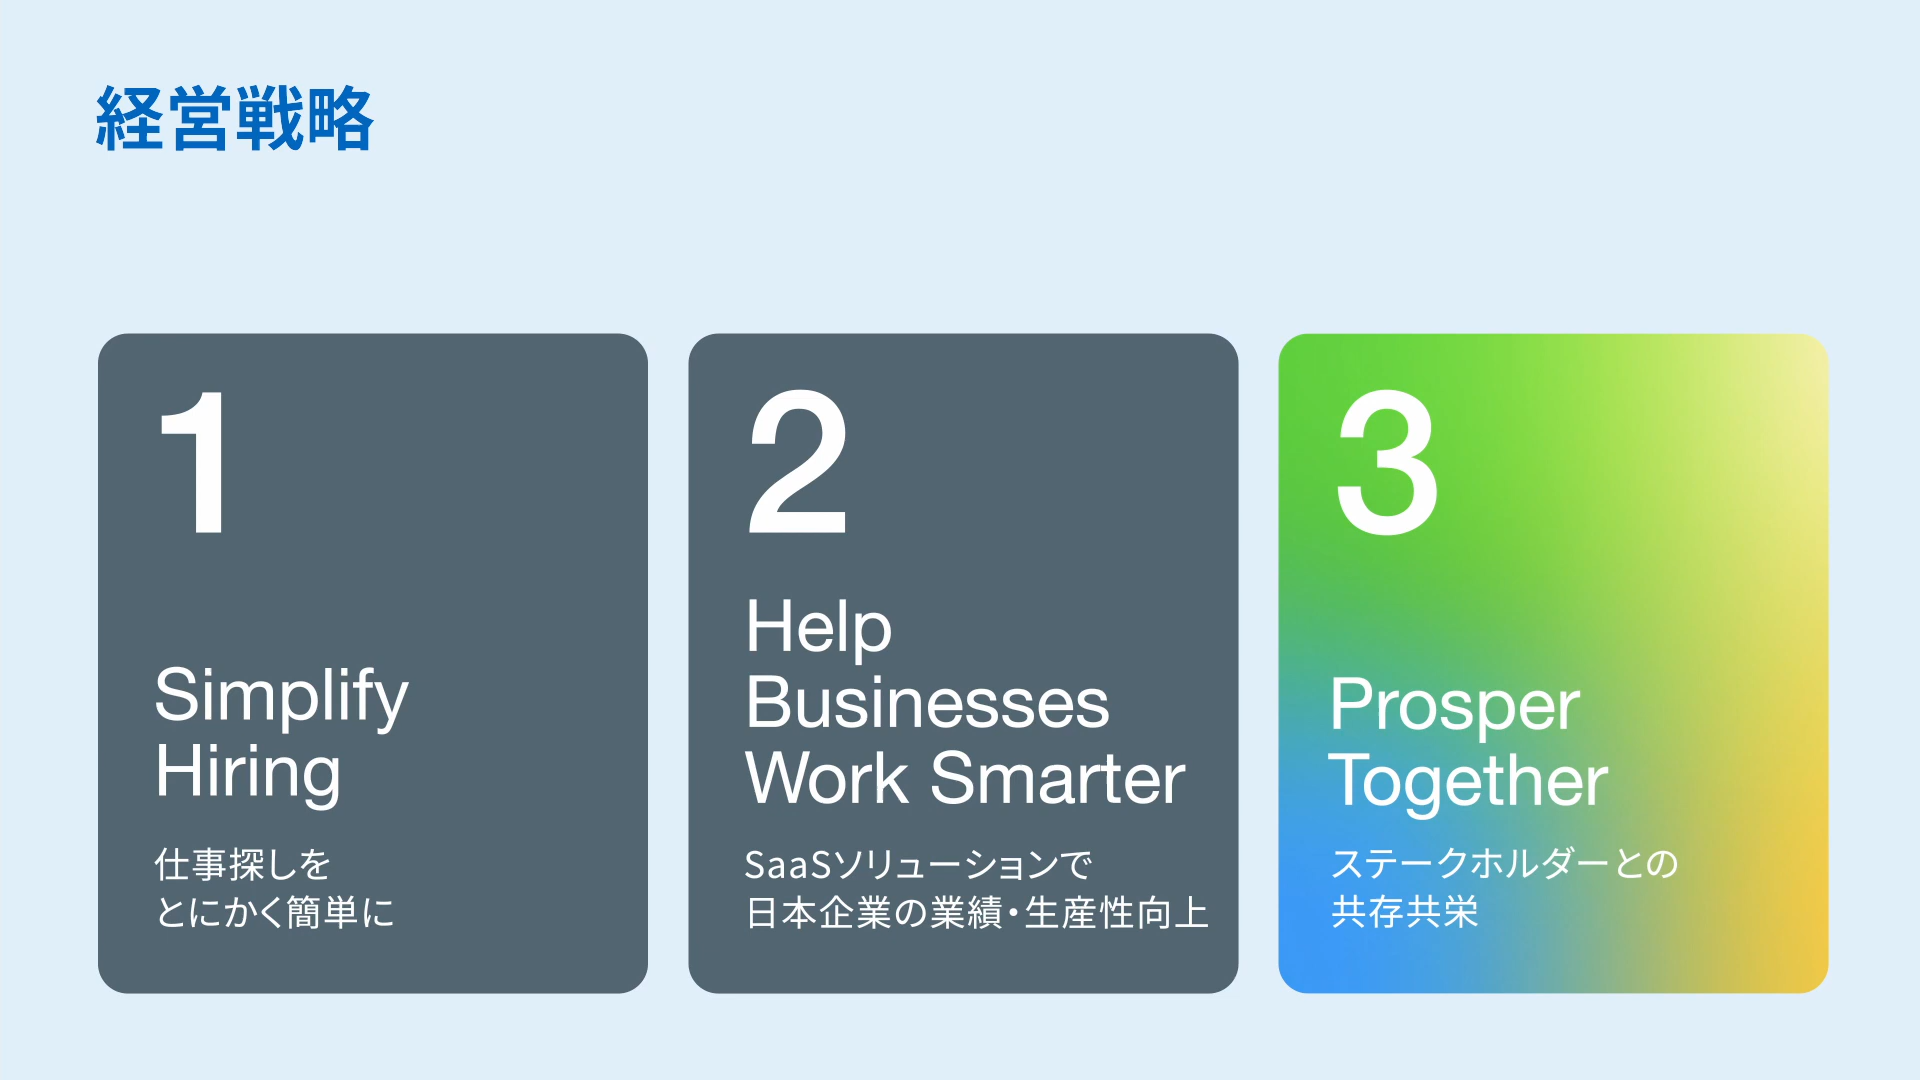 経営戦略
1
Simplify
Hiring
仕事探しを
とにかく簡単に
2
Help
Businesses
Work Smarter
SaaSソリューションで
日本企業の業績・生産性向上
3
Prosper
Together
ステークホルダーとの
共存共栄